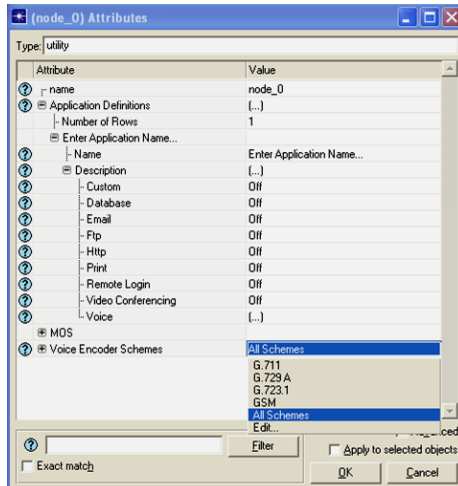 (node_0) Attributes
Type: utility
Attribute Value
name node_0
Application Definitions (...)
Number of Rows 1
Enter Application Name...
Name Enter Application Name...
Description (...)
Custom Off
Database Off
Email Off
Ftp Off
Http Off
Print Off
Remote Login Off
Video Conferencing Off
Voice (...)
MOS
Voice Encoder Schemes All Schemes
G.711
G.729 A
G.723.1
GSM
All Schemes
Edit...
Filter
Apply to selected objects
Exact match
OK Cancel